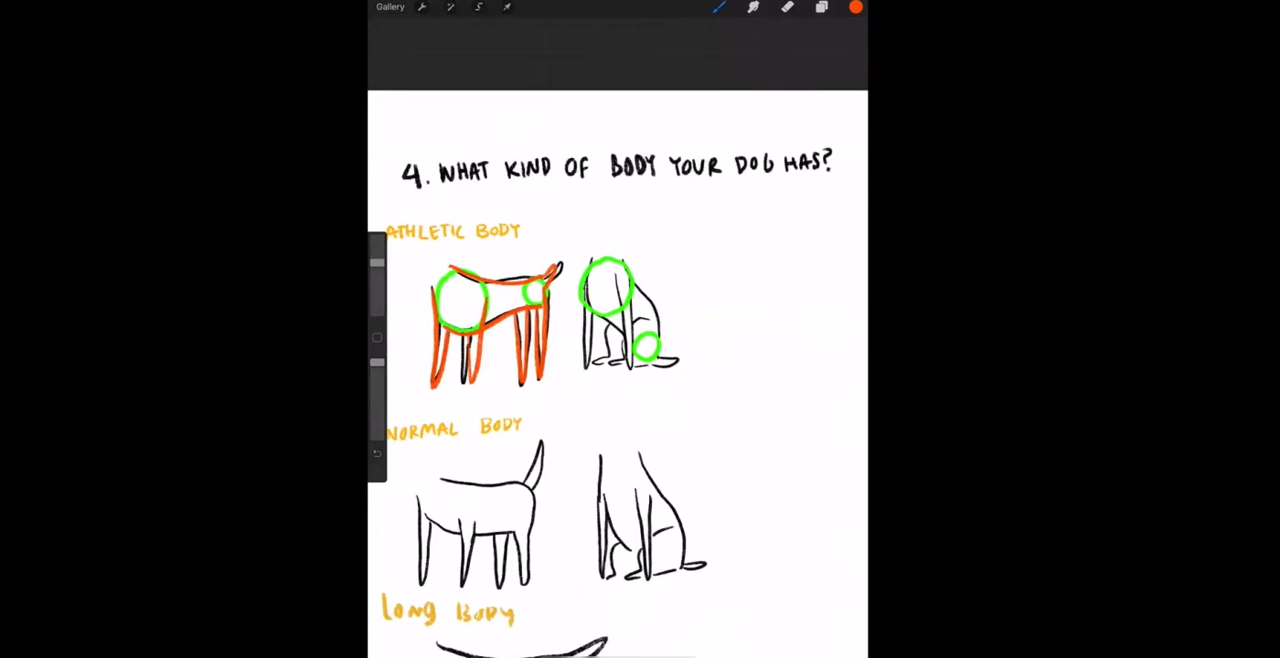 Gallery
4. WHAT KIND OF BODY YOUR DOG HAS?
ATHLETIC BODY
NORMAL BODY
LONG BODY